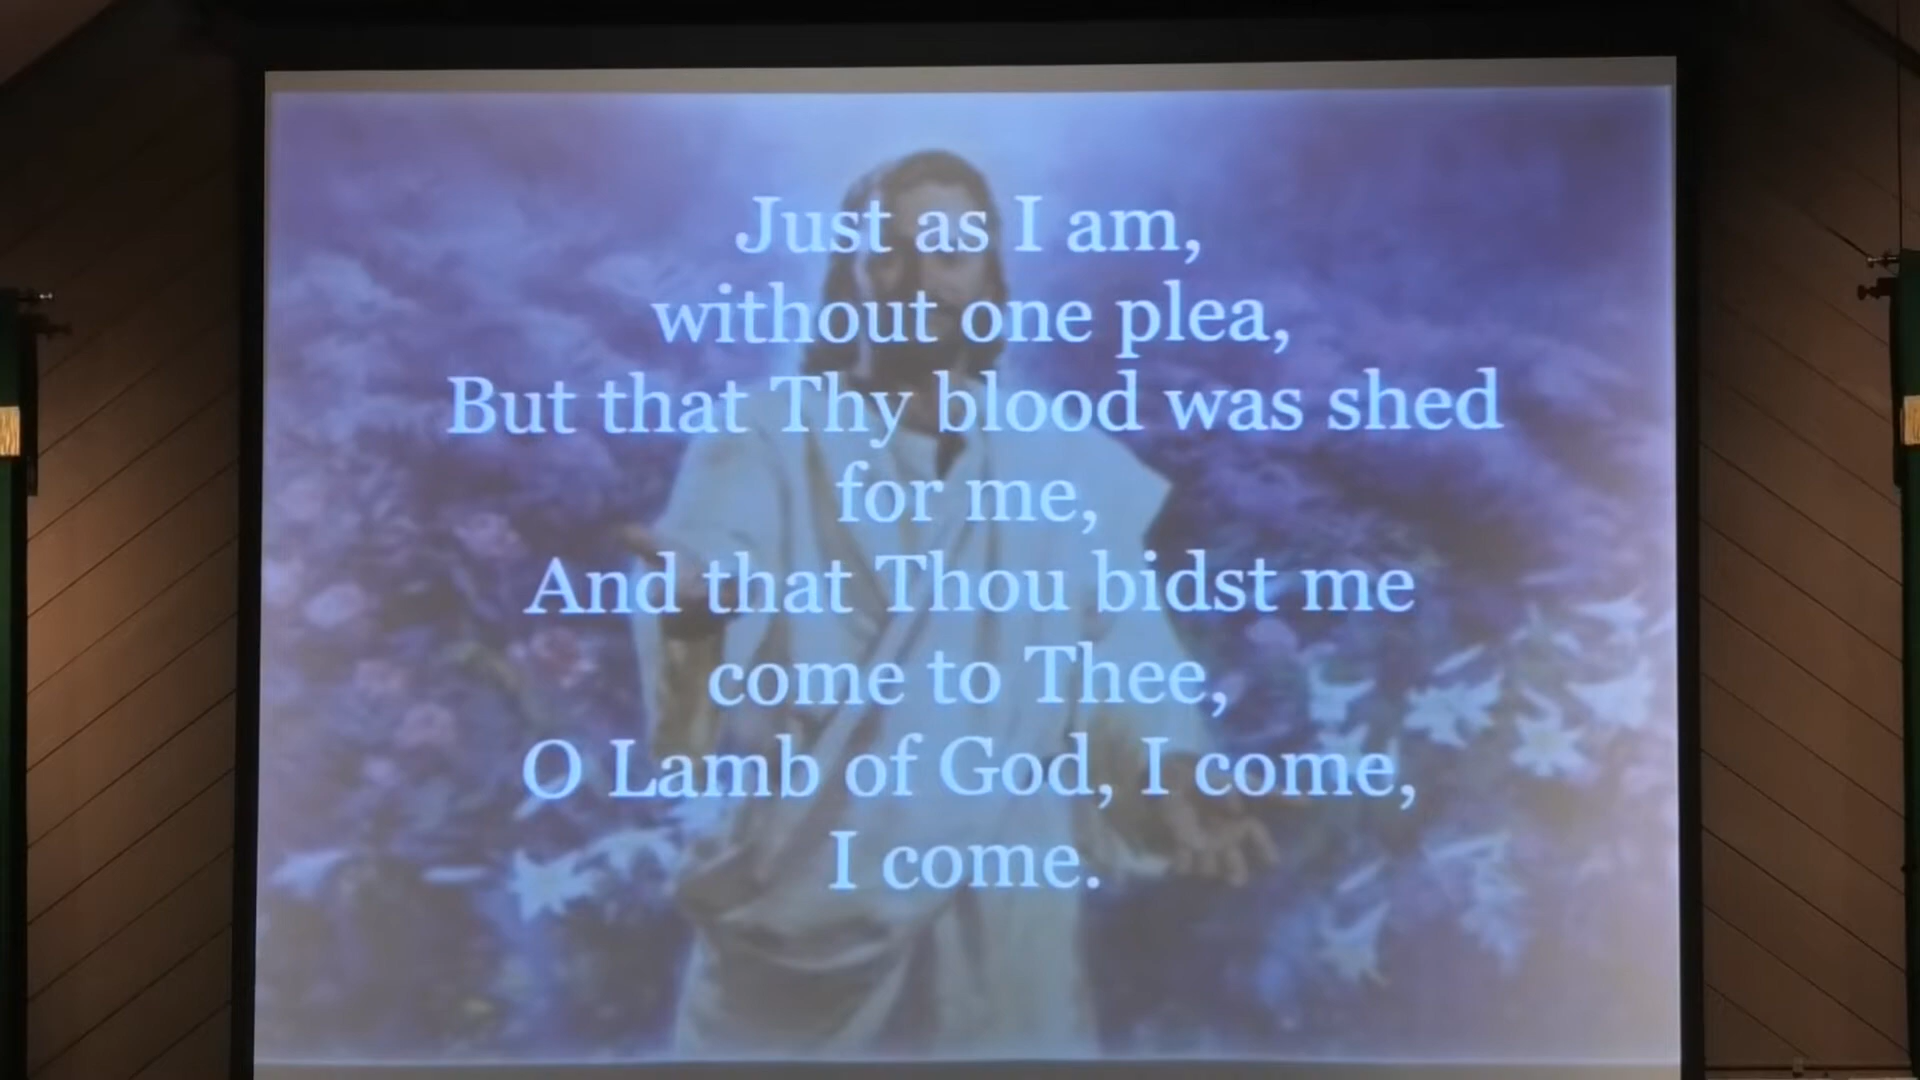 Just as I am,
without one plea,
But that Thy blood was shed
for me,
And that Thou bidst me
come to Thee,
O Lamb of God, I come,
I come.